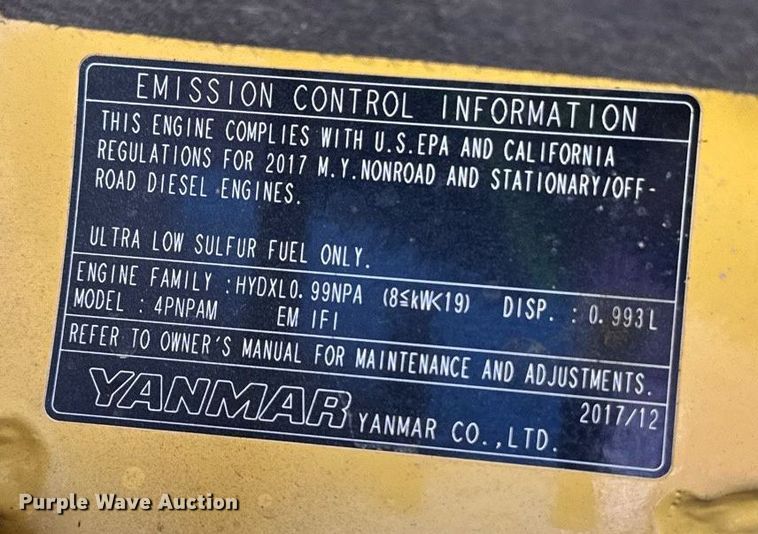 EMISSION CONTROL INFORMATION
THIS ENGINE COMPLIES WITH U.S.EPA AND CALIFORNIA
REGULATIONS FOR 2017 M.Y.NONROAD AND STATIONARY/OFF-
ROAD DIESEL ENGINES.
ULTRA LOW SULFUR FUEL ONLY.
ENGINE FAMILY :HYDXL0.99NPA (8≦kW<19) DISP. : 0.993L
MODEL : 4PNPAM EM IFI
REFER TO OWNER'S MANUAL FOR MAINTENANCE AND ADJUSTMENTS.
2017/12
YANMAR YANMAR CO.,LTD.
Purple Wave Auction